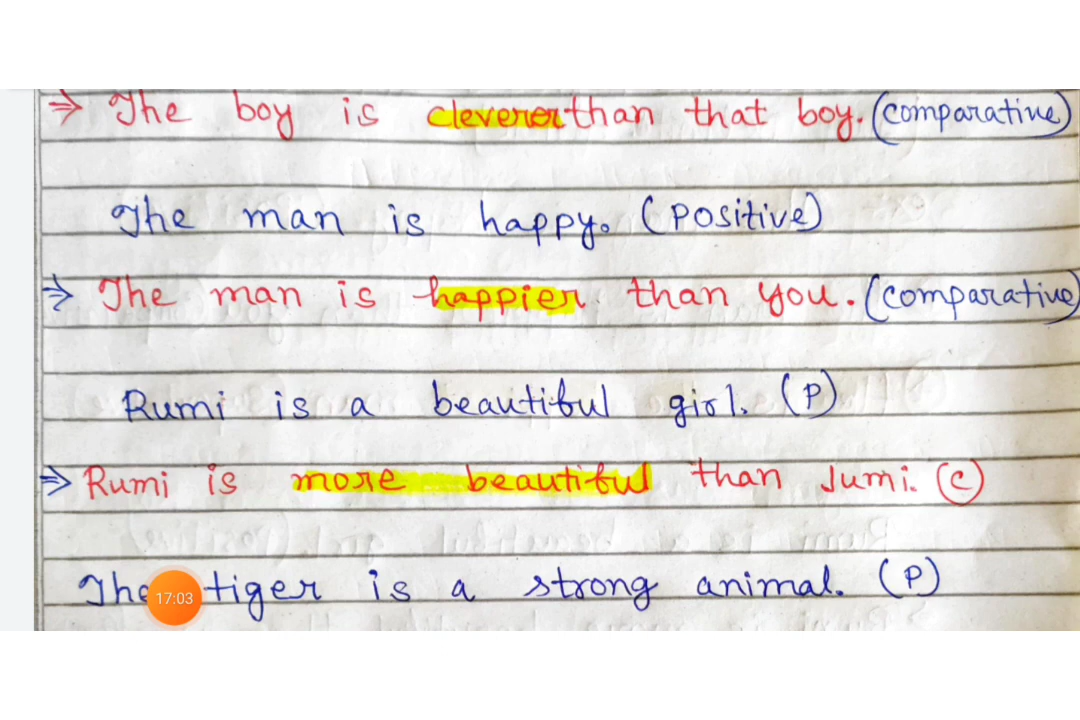 ⇒ The boy is cleverer than that boy. (comparative)
The man is happy. (Positive)
⇒ The man is happier than you. (comparative)
Rumi is a beautiful girl. (P)
⇒ Rumi is more beautiful than Jumi. (C)
The tiger is a strong animal. (P)
17:03